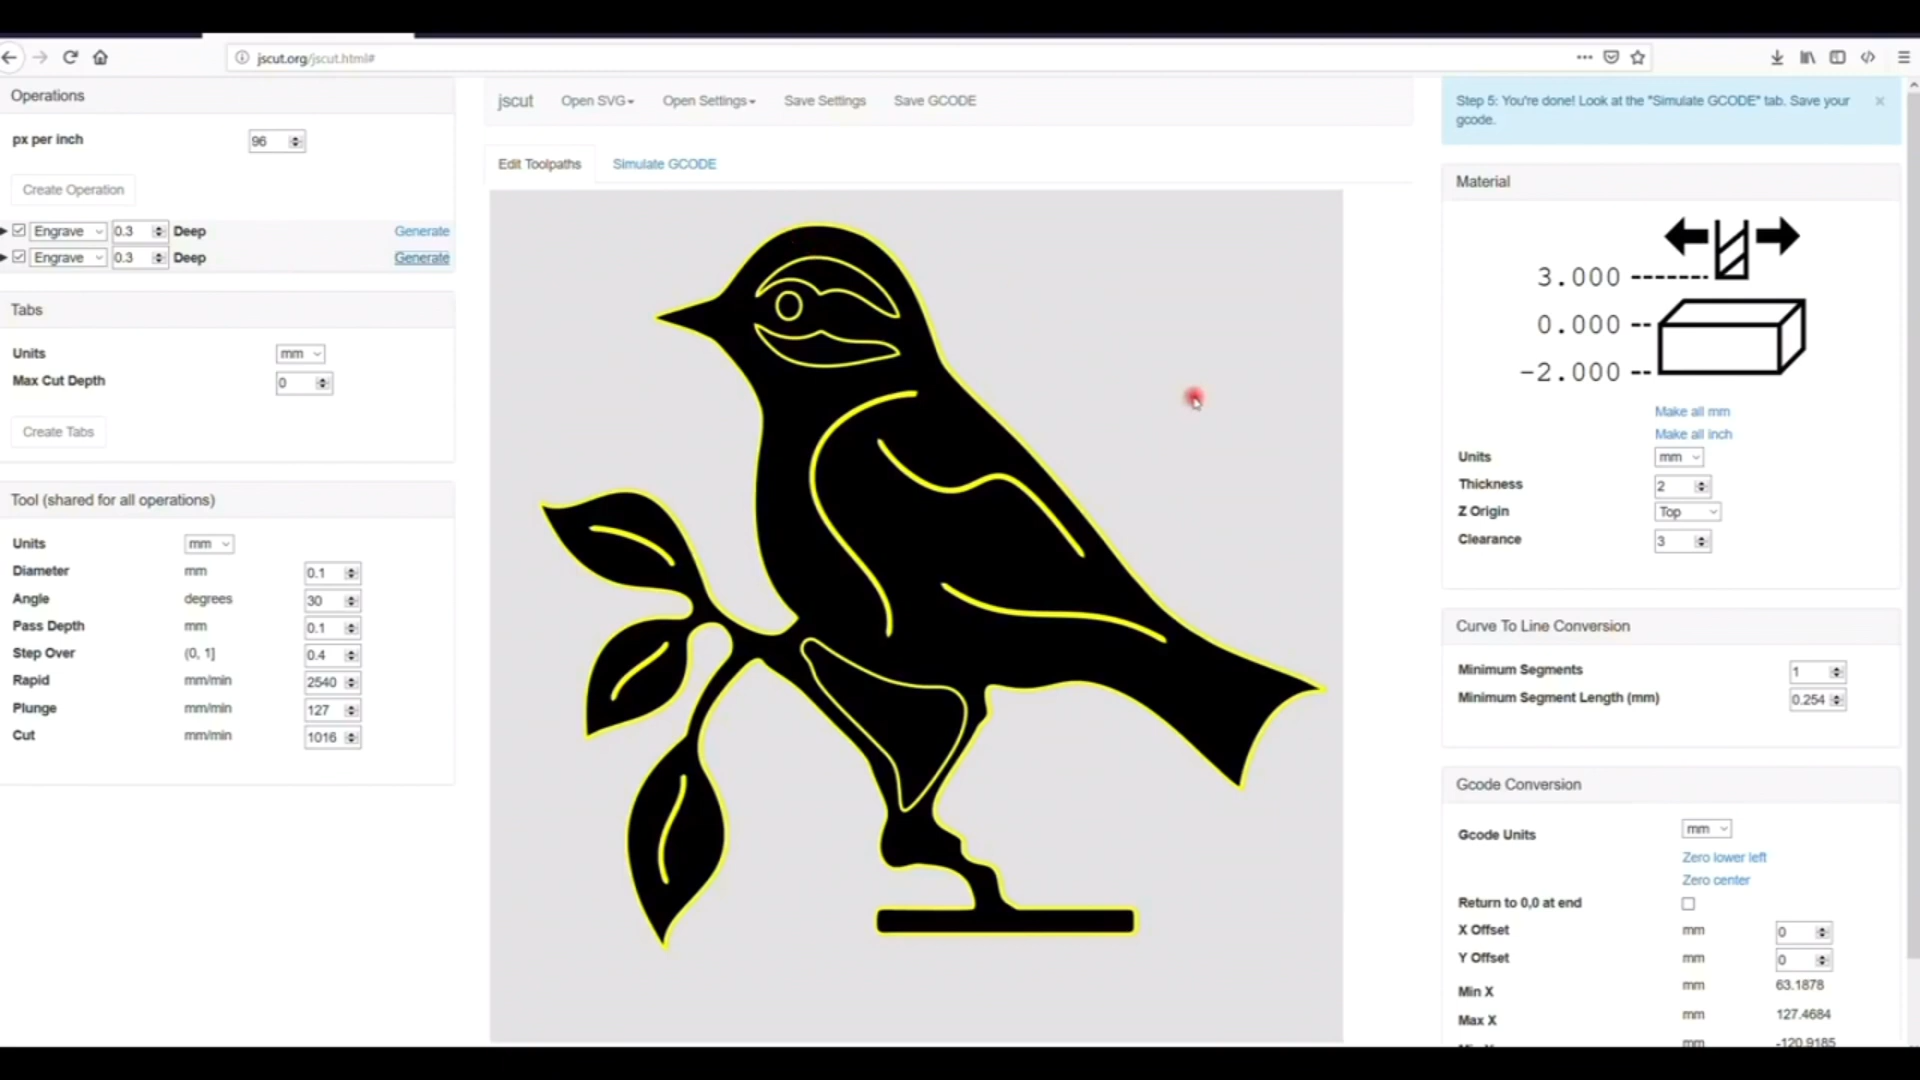 jscut.org/jscut.html#
Operations
px per inch 96
Create Operation
Engrave 0.3 Deep Generate
Engrave 0.3 Deep Generate
Tabs
Units mm
Max Cut Depth 0
Create Tabs
Tool (shared for all operations)
Units mm
Diameter mm 0.1
Angle degrees 30
Pass Depth mm 0.1
Step Over (0, 1] 0.4
Rapid mm/min 2540
Plunge mm/min 127
Cut mm/min 1016
jscut Open SVG Open Settings Save Settings Save GCODE
Edit Toolpaths Simulate GCODE
Step 5: You're done! Look at the "Simulate GCODE" tab. Save your
gcode.
Material
3.000
0.000
-2.000
Make all mm
Make all inch
Units mm
Thickness 2
Z Origin Top
Clearance 3
Curve To Line Conversion
Minimum Segments 1
Minimum Segment Length (mm) 0.254
Gcode Conversion
Gcode Units mm
Zero lower left
Zero center
Return to 0,0 at end
X Offset mm 0
Y Offset mm 0
Min X mm 63.1878
Max X mm 127.4684
mm -120.9185